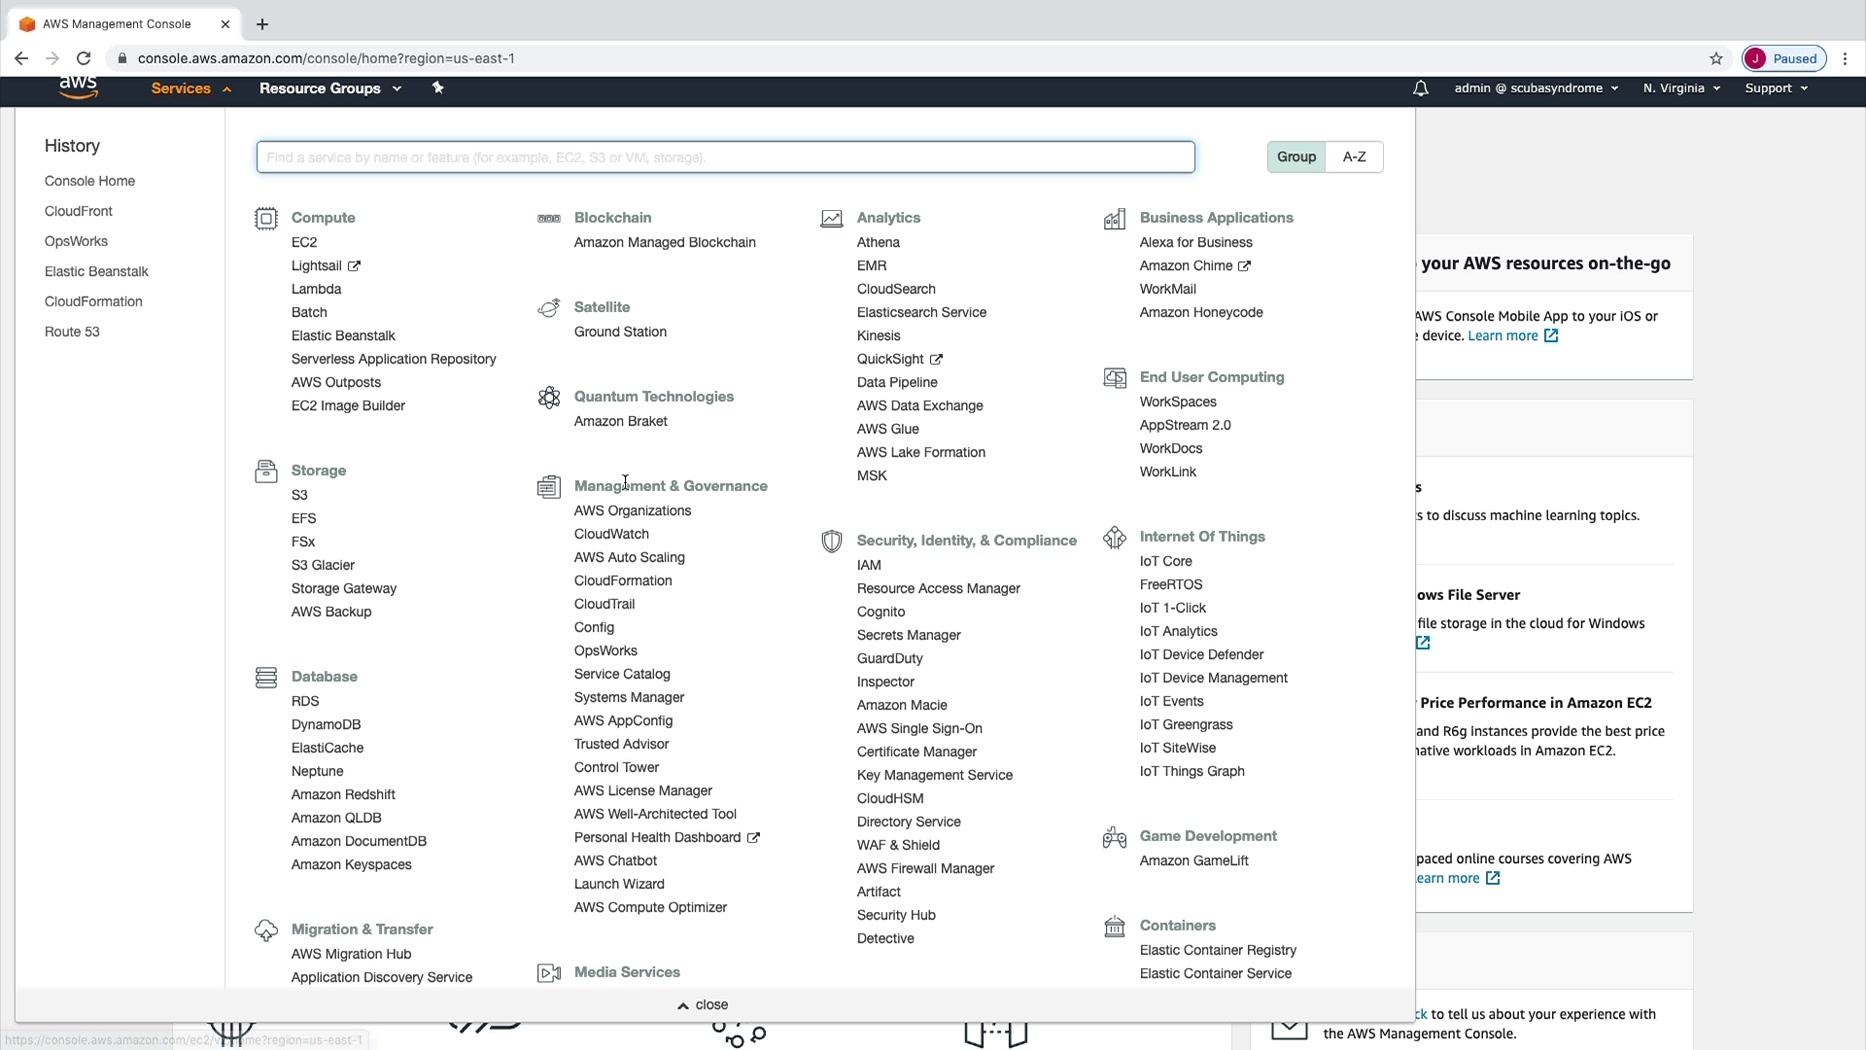 AWS Management Console
console.aws.amazon.com/console/home?region=us-east-1
J Paused
aws
Services
Resource Groups
admin @ scubasyndrome
N. Virginia
Support
History
Console Home
CloudFront
OpsWorks
Elastic Beanstalk
CloudFormation
Route 53
Find a service by name or feature (for example, EC2, S3 or VM, storage).
Group
A-Z
Compute
EC2
Lightsail
Lambda
Batch
Elastic Beanstalk
Serverless Application Repository
AWS Outposts
EC2 Image Builder
Storage
S3
EFS
FSx
S3 Glacier
Storage Gateway
AWS Backup
Database
RDS
DynamoDB
ElastiCache
Neptune
Amazon Redshift
Amazon QLDB
Amazon DocumentDB
Amazon Keyspaces
Migration & Transfer
AWS Migration Hub
Application Discovery Service
Blockchain
Amazon Managed Blockchain
Satellite
Ground Station
Quantum Technologies
Amazon Braket
Management & Governance
AWS Organizations
CloudWatch
AWS Auto Scaling
CloudFormation
CloudTrail
Config
OpsWorks
Service Catalog
Systems Manager
AWS AppConfig
Trusted Advisor
Control Tower
AWS License Manager
AWS Well-Architected Tool
Personal Health Dashboard
AWS Chatbot
Launch Wizard
AWS Compute Optimizer
Media Services
Analytics
Athena
EMR
CloudSearch
Elasticsearch Service
Kinesis
QuickSight
Data Pipeline
AWS Data Exchange
AWS Glue
AWS Lake Formation
MSK
Security, Identity, & Compliance
IAM
Resource Access Manager
Cognito
Secrets Manager
GuardDuty
Inspector
Amazon Macie
AWS Single Sign-On
Certificate Manager
Key Management Service
CloudHSM
Directory Service
WAF & Shield
AWS Firewall Manager
Artifact
Security Hub
Detective
Business Applications
Alexa for Business
Amazon Chime
WorkMail
Amazon Honeycode
End User Computing
WorkSpaces
AppStream 2.0
WorkDocs
WorkLink
Internet Of Things
IoT Core
FreeRTOS
IoT 1-Click
IoT Analytics
IoT Device Defender
IoT Device Management
IoT Events
IoT Greengrass
IoT SiteWise
IoT Things Graph
Game Development
Amazon GameLift
Containers
Elastic Container Registry
Elastic Container Service
close
your AWS resources on-the-go
AWS Console Mobile App to your iOS or
device. Learn more
s
s to discuss machine learning topics.
ows File Server
file storage in the cloud for Windows
Price Performance in Amazon EC2
and R6g instances provide the best price
native workloads in Amazon EC2.
paced online courses covering AWS
earn more
ck to tell us about your experience with
the AWS Management Console.